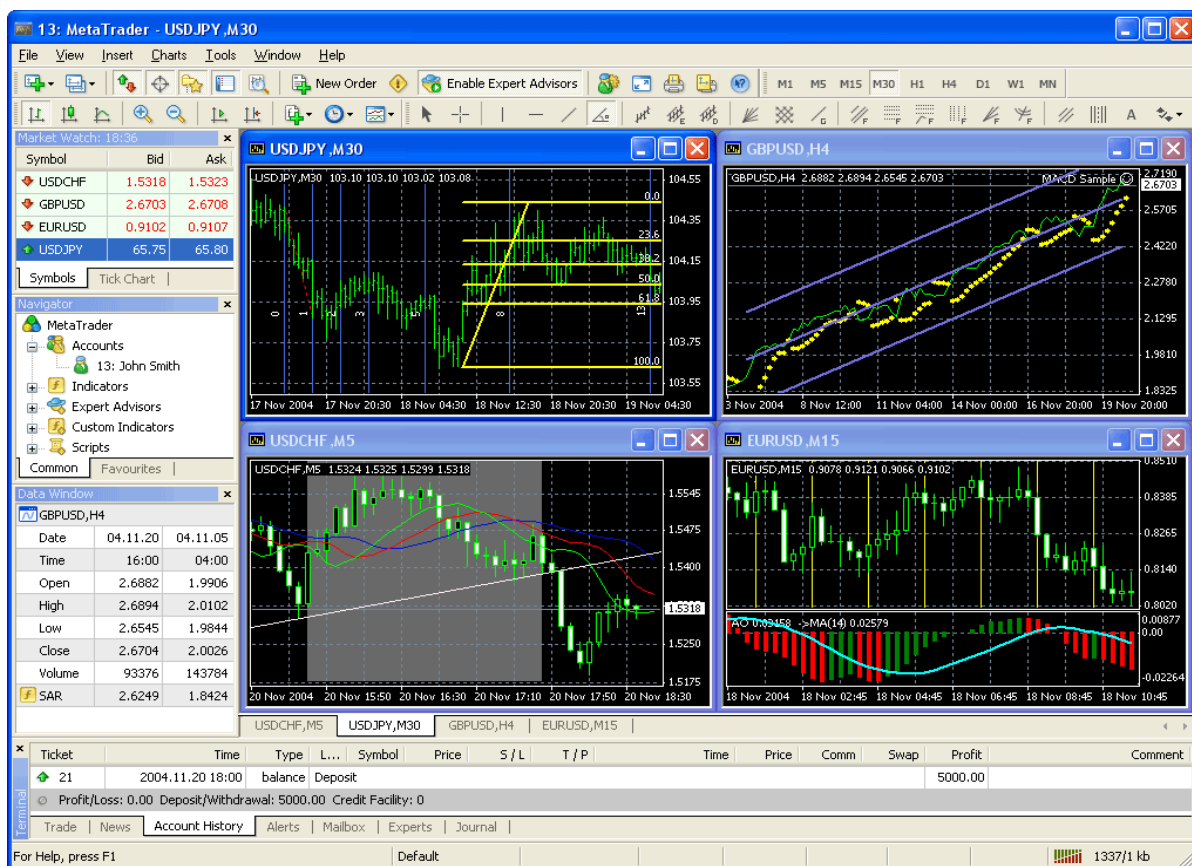 13: MetaTrader - USDJPY,M30
File View Insert Charts Tools Window Help
New Order Enable Expert Advisors M1 M5 M15 M30 H1 H4 D1 W1 MN
Market Watch: 18:36
Symbol Bid Ask
USDCHF 1.5318 1.5323
GBPUSD 2.6703 2.6708
EURUSD 0.9102 0.9107
USDJPY 65.75 65.80
Symbols Tick Chart
Navigator
MetaTrader
Accounts
13: John Smith
Indicators
Expert Advisors
Custom Indicators
Scripts
Common Favourites
Data Window
GBPUSD,H4
Date 04.11.20 04.11.05
Time 16:00 04:00
Open 2.6882 1.9906
High 2.6894 2.0102
Low 2.6545 1.9844
Close 2.6704 2.0026
Volume 93376 143784
SAR 2.6249 1.8424
USDJPY,M30
USDJPY,M30 103.10 103.10 103.02 103.08
104.55
0.0
104.35
23.6
38.2
104.15
50.0
61.8
103.95
0 1 2 3 5 8 13
103.75
100.0
103.55
17 Nov 2004 17 Nov 20:30 18 Nov 04:30 18 Nov 12:30 18 Nov 20:30 19 Nov 04:30
GBPUSD,H4
GBPUSD,H4 2.6882 2.6894 2.6545 2.6703 MACD Sample
2.7190
2.6703
2.5705
2.4220
2.2780
2.1295
1.9810
1.8325
3 Nov 2004 8 Nov 12:00 11 Nov 04:00 14 Nov 00:00 16 Nov 20:00 19 Nov 20:00
USDCHF,M5
USDCHF,M5 1.5324 1.5325 1.5299 1.5318
1.5545
1.5475
1.5400
1.5318
1.5250
1.5175
20 Nov 2004 20 Nov 15:50 20 Nov 16:30 20 Nov 17:10 20 Nov 17:50 20 Nov 18:30
EURUSD,M15
EURUSD,M15 0.9078 0.9121 0.9066 0.9102
0.8510
0.8385
0.8265
0.8140
0.8020
AO 0.03158 ->MA(14) 0.02579
0.00877
0.00
-0.02264
18 Nov 2004 18 Nov 02:45 18 Nov 04:45 18 Nov 06:45 18 Nov 08:45 18 Nov 10:45
USDCHF,M5 USDJPY,M30 GBPUSD,H4 EURUSD,M15
Ticket Time Type L... Symbol Price S / L T / P Time Price Comm Swap Profit Comment
21 2004.11.20 18:00 balance Deposit 5000.00
Profit/Loss: 0.00 Deposit/Withdrawal: 5000.00 Credit Facility: 0
Terminal
Trade News Account History Alerts Mailbox Experts Journal
For Help, press F1 Default 1337/1 kb